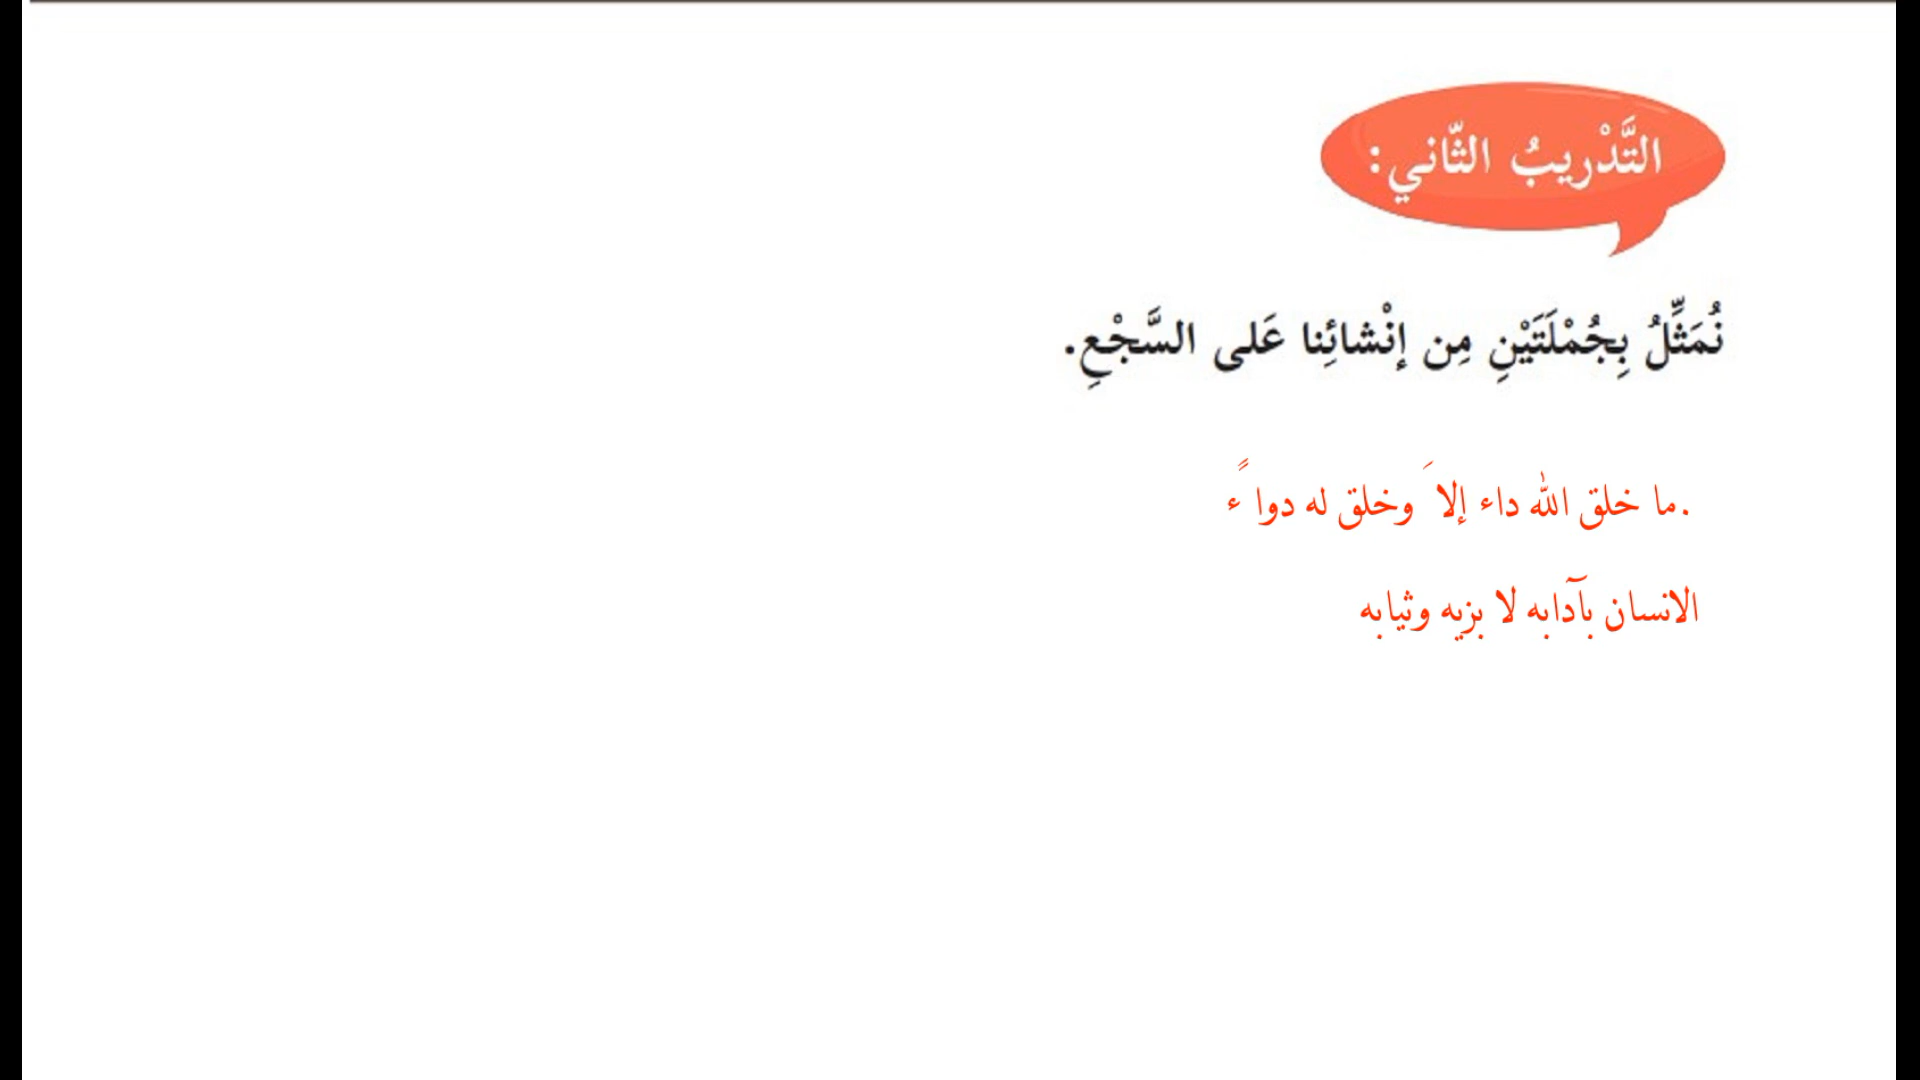 التَّدْرِيبُ الثّاني:
نُمَثِّلُ بِجُمْلَتَيْنِ مِن إنْشائِنا عَلى السَّجْعِ.
.ما خلق الله داء إلا َ وخلق له دوا ًء
الانسان بآدابه لا بزيه وثيابه